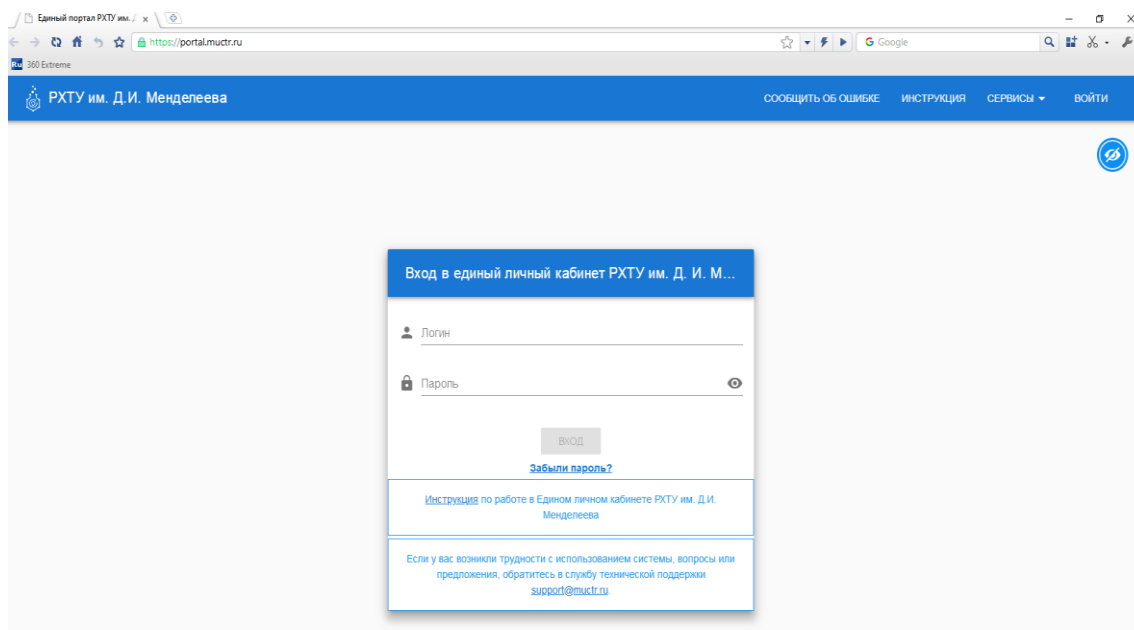 Единый портал РХТУ им. Д
https://portal.muctr.ru
Google
Ru 360 Extreme
РХТУ им. Д.И. Менделеева
СООБЩИТЬ ОБ ОШИБКЕ ИНСТРУКЦИЯ СЕРВИСЫ ВОЙТИ
Вход в единый личный кабинет РХТУ им. Д. И. М...
Логин
Пароль
ВХОД
Забыли пароль?
Инструкция по работе в Едином личном кабинете РХТУ им. Д.И.
Менделеева
Если у вас возникли трудности с использованием системы, вопросы или
предложения, обратитесь в службу технической поддержки
support@muctr.ru.